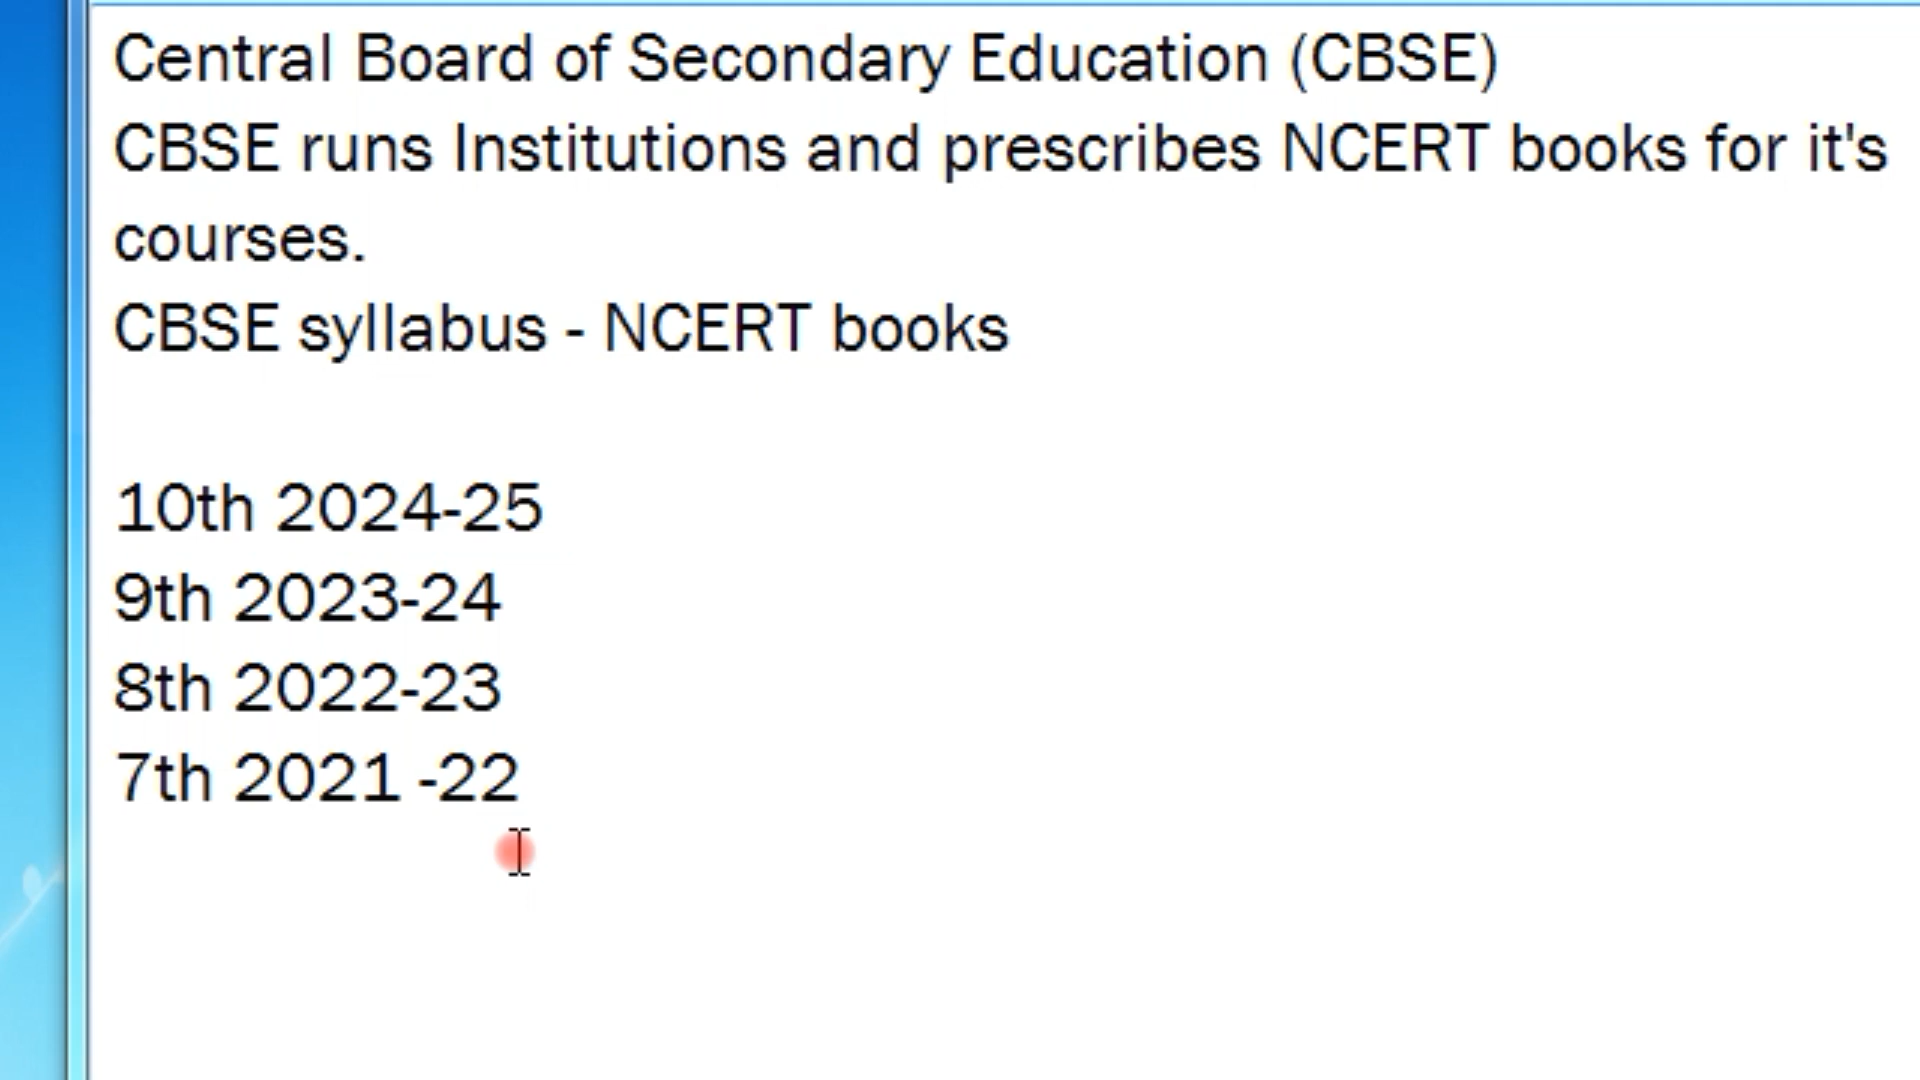 Central Board of Secondary Education (CBSE)
CBSE runs Institutions and prescribes NCERT books for it's
courses.
CBSE syllabus - NCERT books
10th 2024-25
9th 2023-24
8th 2022-23
7th 2021 -22